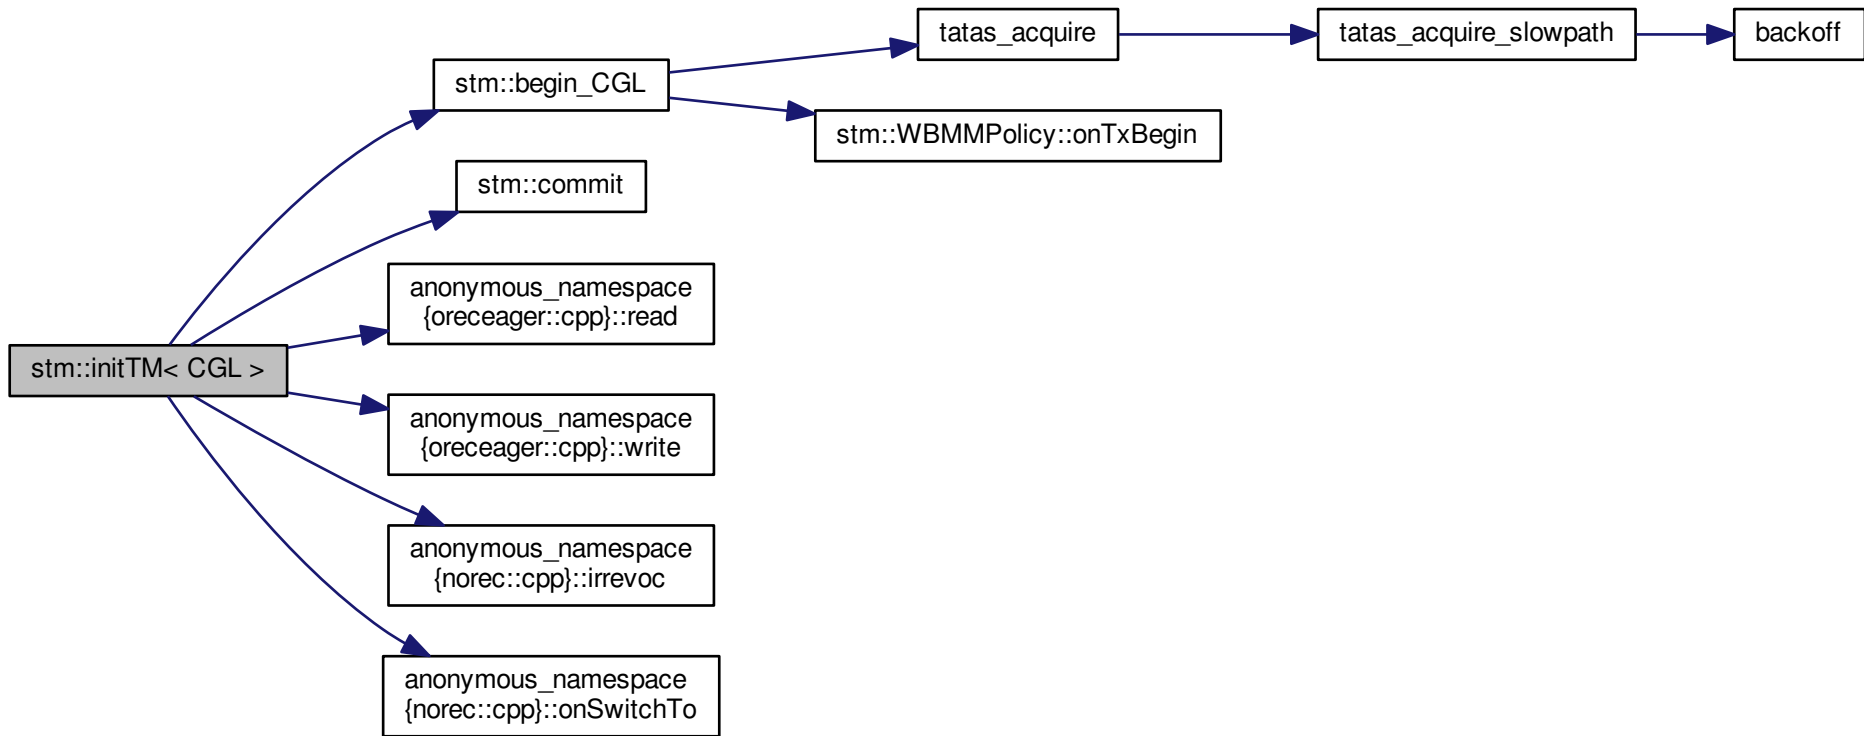 stm::initTM< CGL >
stm::begin_CGL
tatas_acquire
tatas_acquire_slowpath
backoff
stm::WBMMPolicy::onTxBegin
stm::commit
anonymous_namespace
{oreceager::cpp}::read
anonymous_namespace
{oreceager::cpp}::write
anonymous_namespace
{norec::cpp}::irrevoc
anonymous_namespace
{norec::cpp}::onSwitchTo